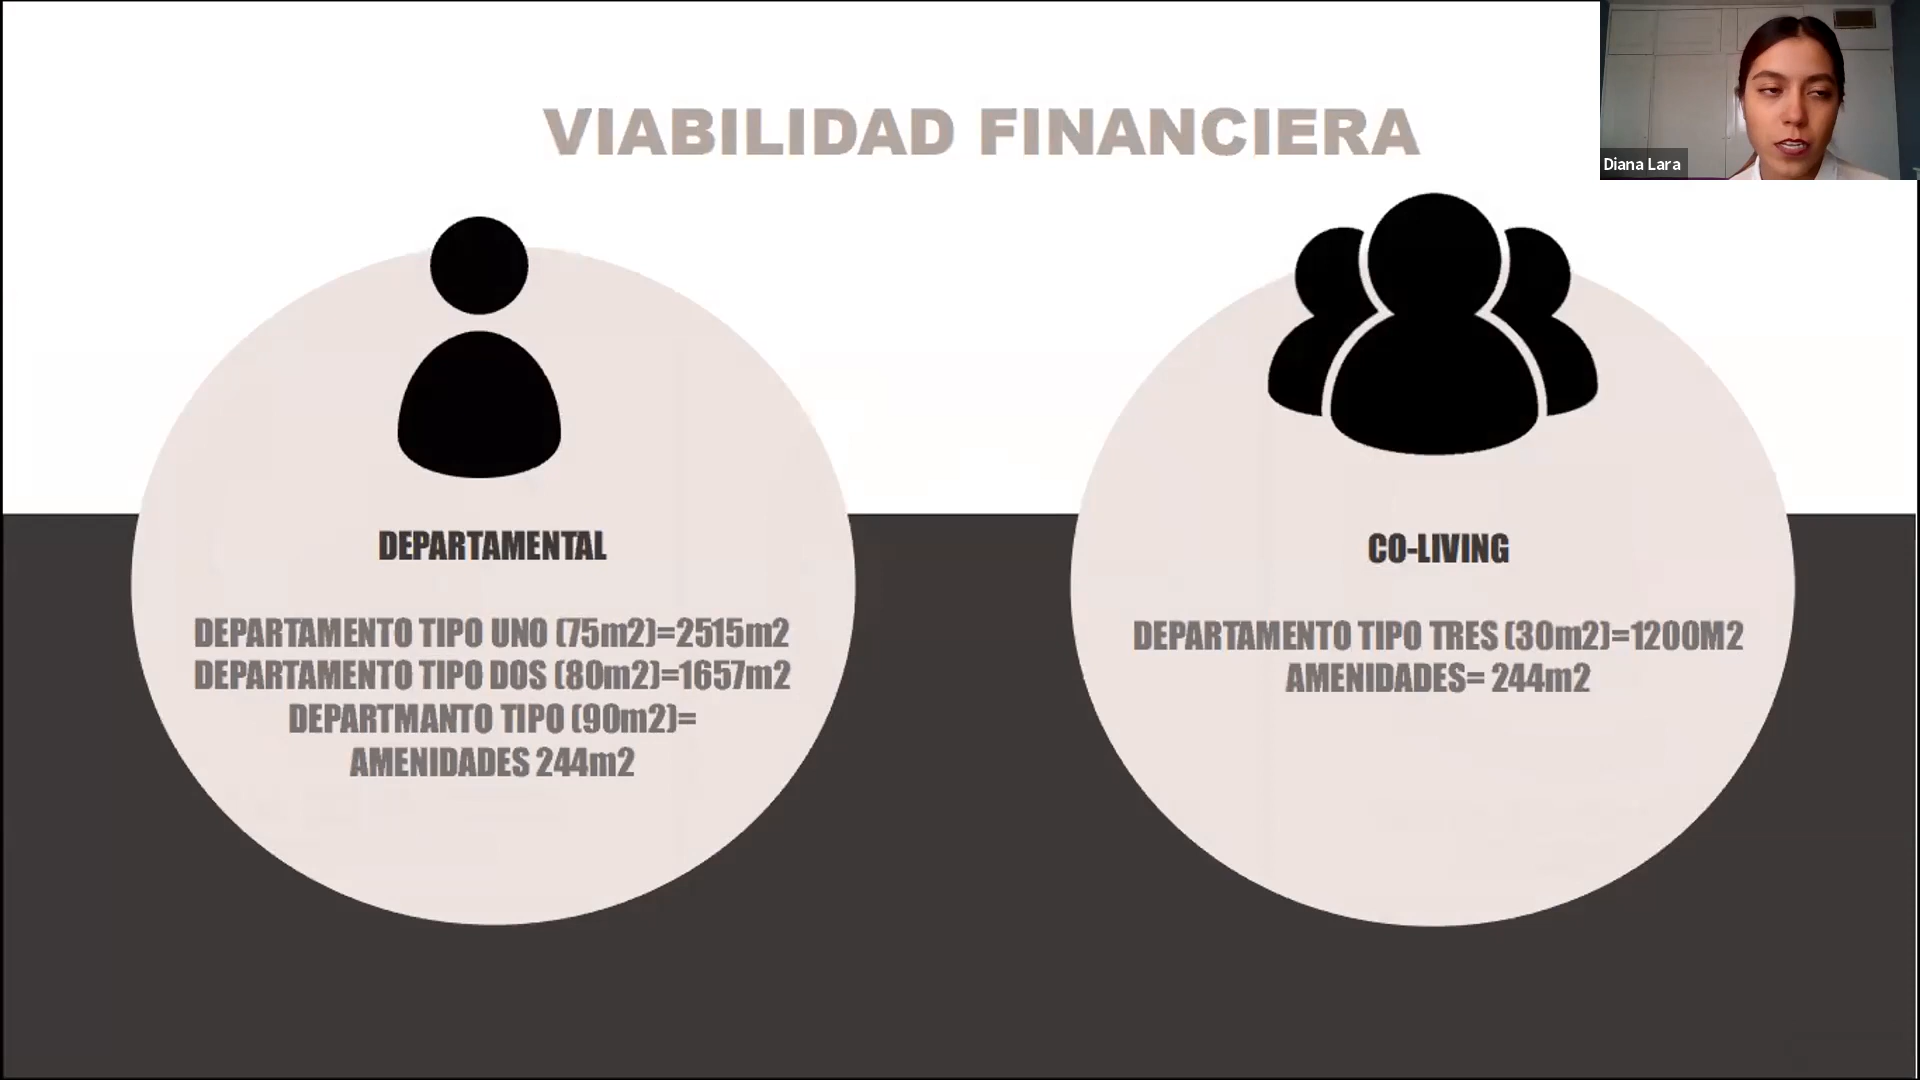 VIABILIDAD FINANCIERA
Diana Lara
DEPARTAMENTAL
DEPARTAMENTO TIPO UNO (75m2)=2515m2
DEPARTAMENTO TIPO DOS (80m2)=1657m2
DEPARTMANTO TIPO (90m2)=
AMENIDADES 244m2
CO-LIVING
DEPARTAMENTO TIPO TRES (30m2)=1200M2
AMENIDADES= 244m2